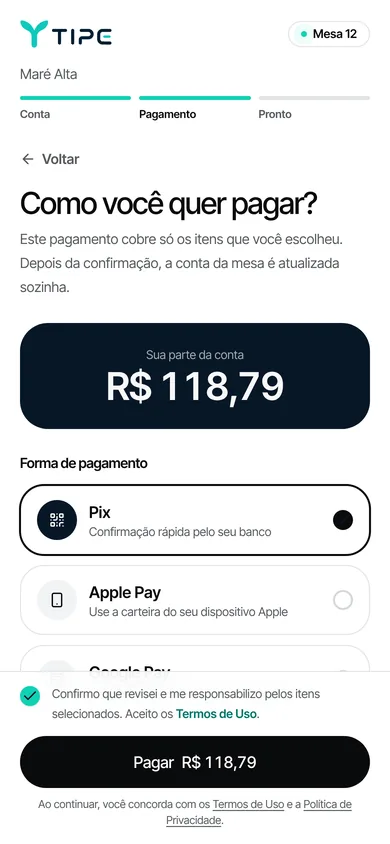 TIPE
Mesa 12
Maré Alta
Conta
Pagamento
Pronto
Voltar
Como você quer pagar?
Este pagamento cobre só os itens que você escolheu.
Depois da confirmação, a conta da mesa é atualizada
sozinha.
Sua parte da conta
R$ 118,79
Forma de pagamento
Pix
Confirmação rápida pelo seu banco
Apple Pay
Use a carteira do seu dispositivo Apple
Google Pay
Confirmo que revisei e me responsabilizo pelos itens
selecionados. Aceito os Termos de Uso.
Pagar R$ 118,79
Ao continuar, você concorda com os Termos de Uso e a Política de
Privacidade.